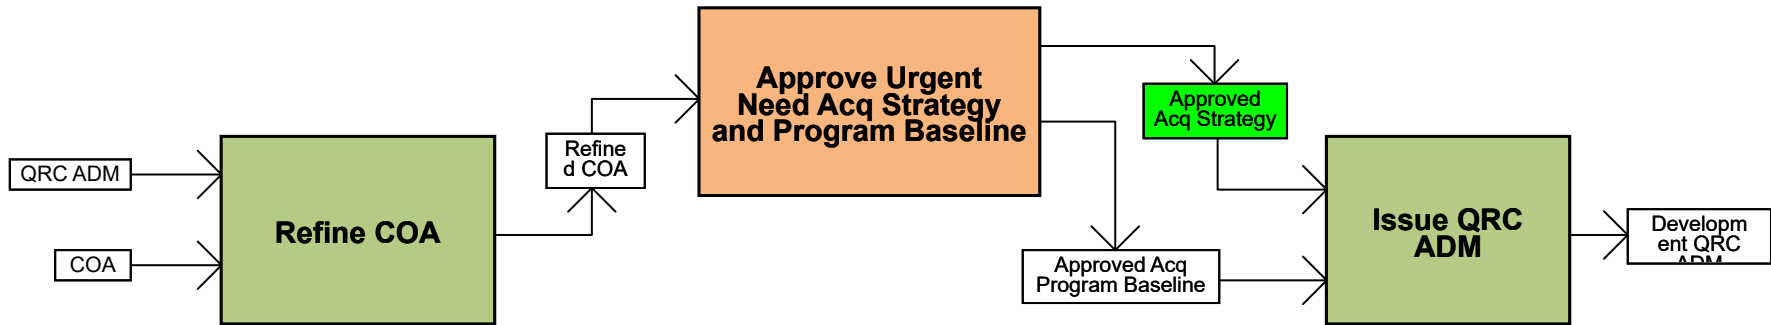 QRC ADM
COA
Refine COA
Refine
d COA
Approve Urgent
Need Acq Strategy
and Program Baseline
Approved
Acq Strategy
Approved Acq
Program Baseline
Issue QRC
ADM
Developm
ent QRC
ADM